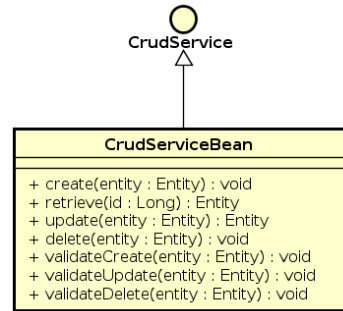 CrudService
CrudServiceBean
+ create(entity : Entity) : void
+ retrieve(id : Long) : Entity
+ update(entity : Entity) : Entity
+ delete(entity : Entity) : void
+ validateCreate(entity : Entity) : void
+ validateUpdate(entity : Entity) : void
+ validateDelete(entity : Entity) : void